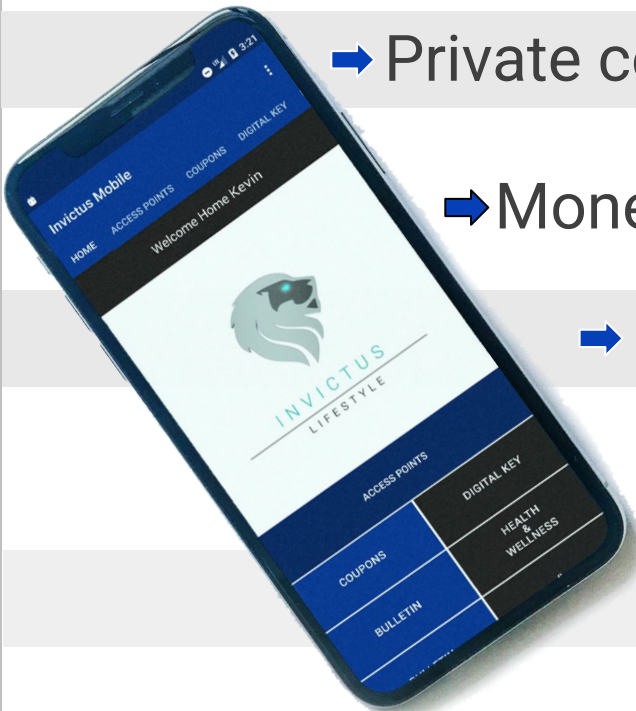 Private
3:21
Invictus Mobile
HOME ACCESS POINTS COUPONS DIGITAL KEY
Welcome Home Kevin
INVICTUS
LIFESTYLE
ACCESS POINTS
COUPONS
DIGITAL KEY
BULLETIN
HEALTH
&
WELLNESS